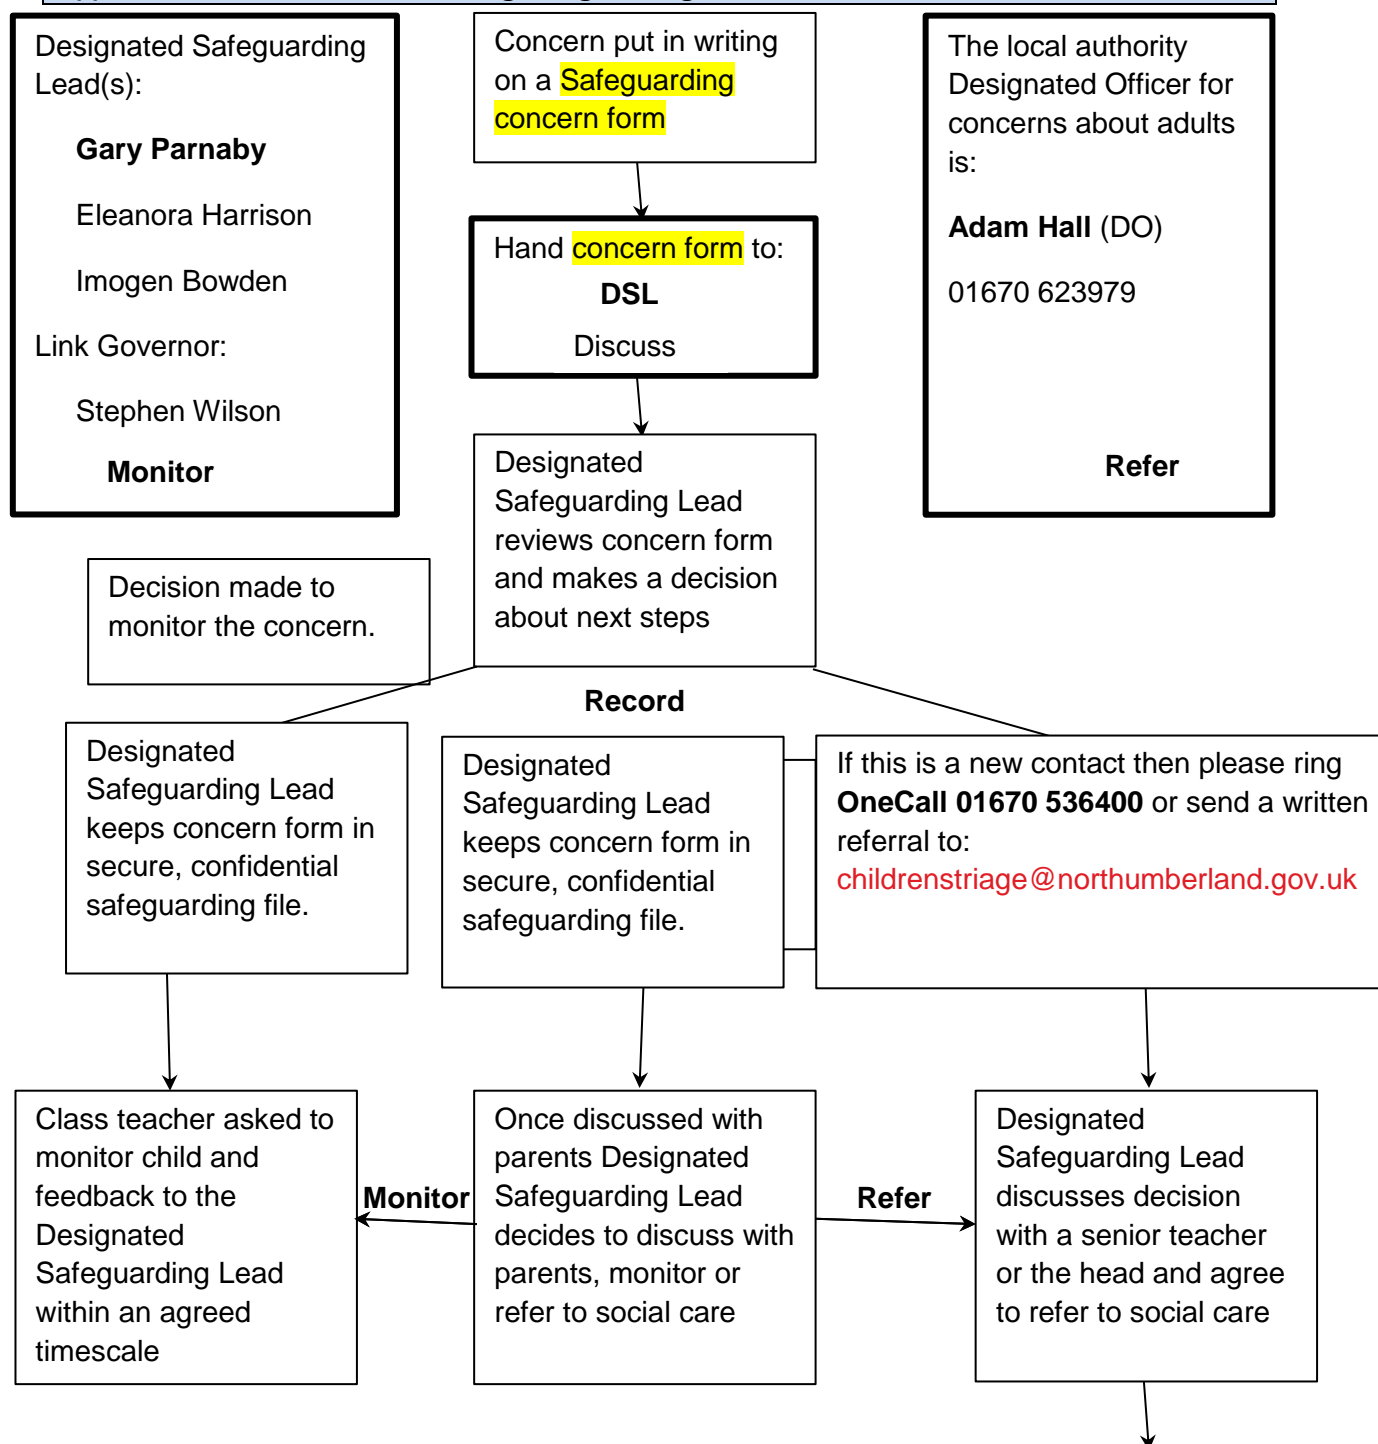 Designated Safeguarding
Lead(s):
Gary Parnaby
Eleanora Harrison
Imogen Bowden
Link Governor:
Stephen Wilson
Monitor
Concern put in writing
on a Safeguarding
concern form
Hand concern form to:
DSL
Discuss
The local authority
Designated Officer for
concerns about adults
is:
Adam Hall (DO)
01670 623979
Refer
Designated
Safeguarding Lead
reviews concern form
and makes a decision
about next steps
Decision made to
monitor the concern.
Record
Designated
Safeguarding Lead
keeps concern form in
secure, confidential
safeguarding file.
Designated
Safeguarding Lead
keeps concern form in
secure, confidential
safeguarding file.
If this is a new contact then please ring
OneCall 01670 536400 or send a written
referral to:
childrenstriage@northumberland.gov.uk
Class teacher asked to
monitor child and
feedback to the
Designated
Safeguarding Lead
within an agreed
timescale
Monitor
Once discussed with
parents Designated
Safeguarding Lead
decides to discuss with
parents, monitor or
refer to social care
Refer
Designated
Safeguarding Lead
discusses decision
with a senior teacher
or the head and agree
to refer to social care